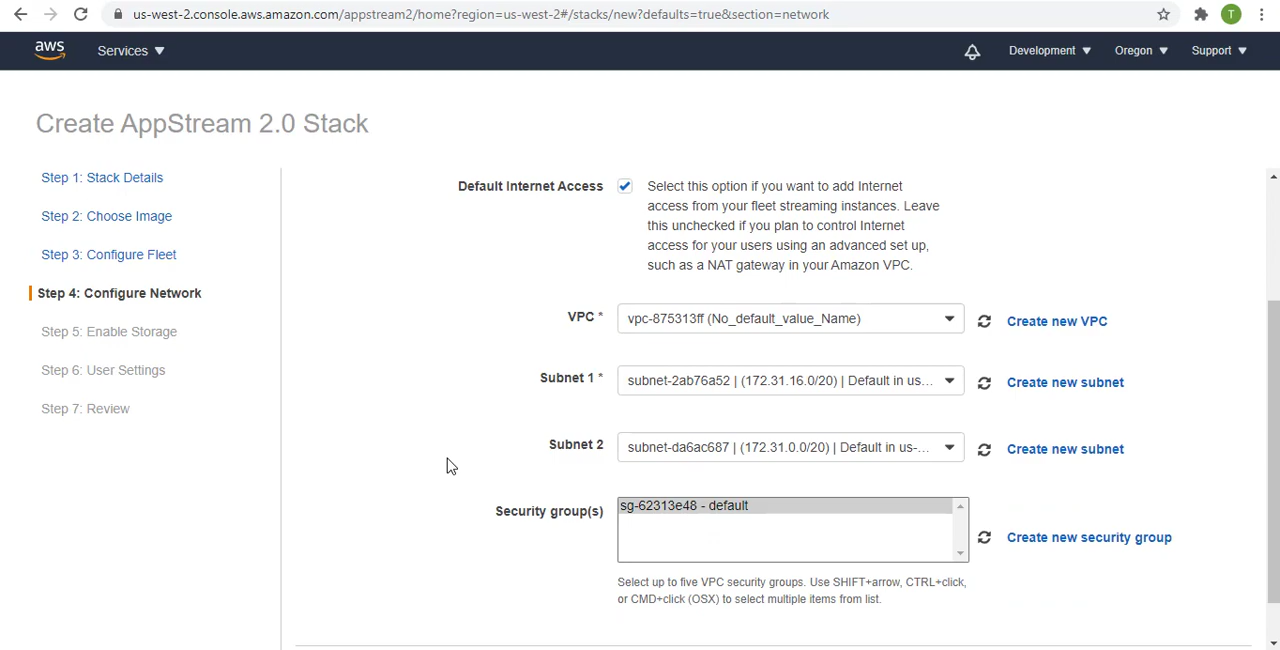 us-west-2.console.aws.amazon.com/appstream2/home?region=us-west-2#/stacks/new?defaults=true&section=network
T
aws
Services
Development
Oregon
Support
Create AppStream 2.0 Stack
Step 1: Stack Details
Step 2: Choose Image
Step 3: Configure Fleet
Step 4: Configure Network
Step 5: Enable Storage
Step 6: User Settings
Step 7: Review
Default Internet Access
Select this option if you want to add Internet
access from your fleet streaming instances. Leave
this unchecked if you plan to control Internet
access for your users using an advanced set up,
such as a NAT gateway in your Amazon VPC.
VPC *
vpc-875313ff (No_default_value_Name)
Create new VPC
Subnet 1 *
subnet-2ab76a52 | (172.31.16.0/20) | Default in us...
Create new subnet
Subnet 2
subnet-da6ac687 | (172.31.0.0/20) | Default in us-...
Create new subnet
Security group(s)
sg-62313e48 - default
Create new security group
Select up to five VPC security groups. Use SHIFT+arrow, CTRL+click,
or CMD+click (OSX) to select multiple items from list.